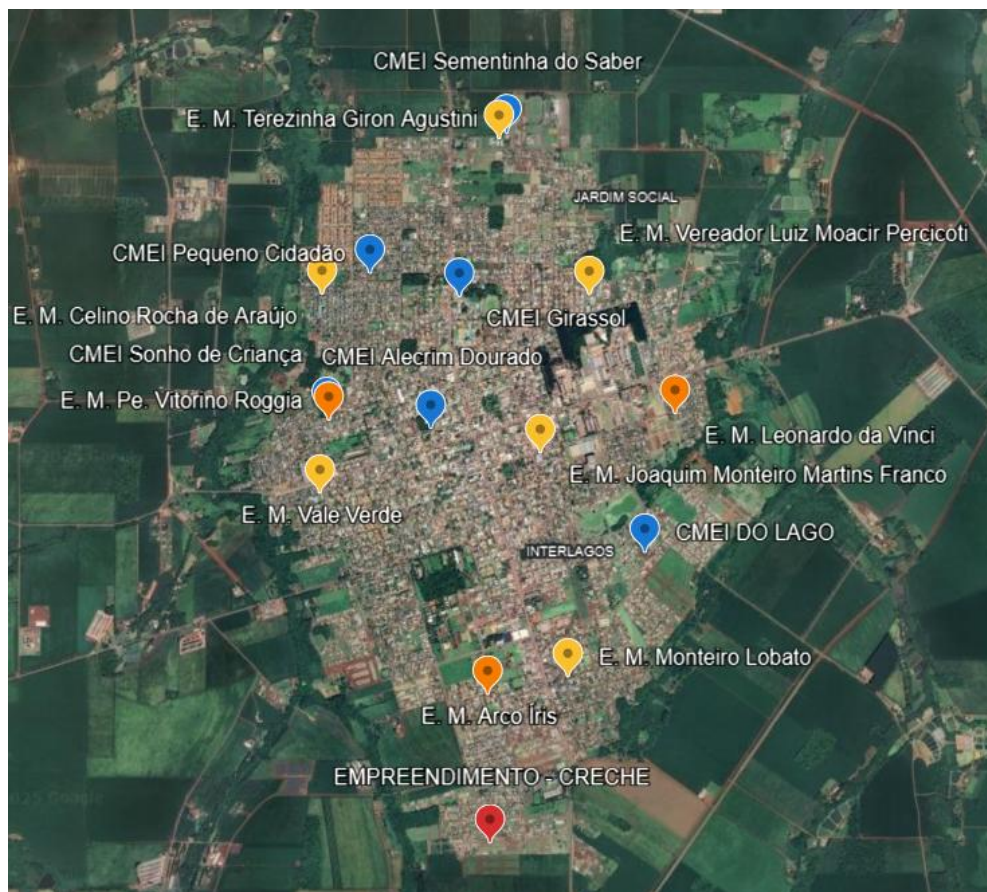 CMEI Sementinha do Saber
E. M. Terezinha Giron Agustini
JARDIM SOCIAL
E. M. Vereador Luiz Moacir Percicoti
CMEI Pequeno Cidadão
E. M. Celino Rocha de Araújo
CMEI Girassol
CMEI Sonho de Criança
CMEI Alecrim Dourado
E. M. Pe. Vitorino Roggia
E. M. Leonardo da Vinci
E. M. Joaquim Monteiro Martins Franco
E. M. Vale Verde
CMEI DO LAGO
INTERLAGOS
E. M. Monteiro Lobato
E. M. Arco Íris
EMPREENDIMENTO - CRECHE